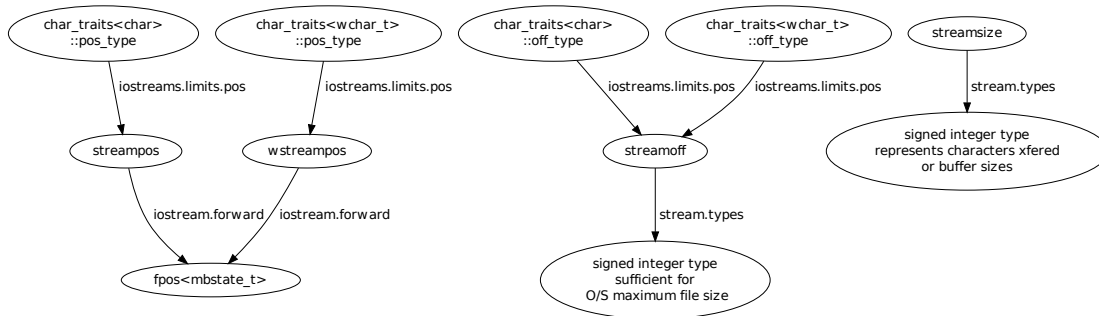 char_traits<char>
::pos_type
char_traits<wchar_t>
::pos_type
char_traits<char>
::off_type
char_traits<wchar_t>
::off_type
streamsize
iostreams.limits.pos
iostreams.limits.pos
iostreams.limits.pos
iostreams.limits.pos
stream.types
streampos
wstreampos
streamoff
signed integer type
represents characters xfered
or buffer sizes
iostream.forward
iostream.forward
stream.types
fpos<mbstate_t>
signed integer type
sufficient for
O/S maximum file size